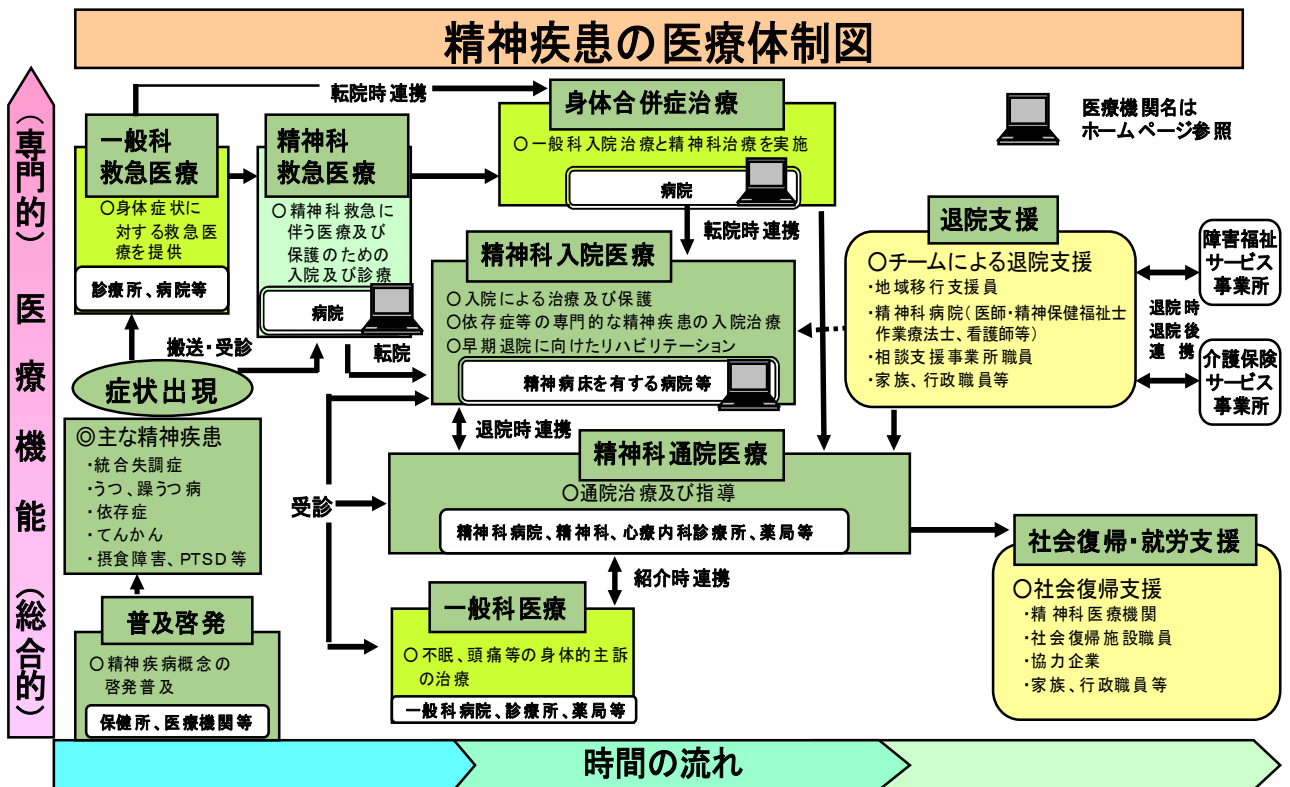 精神疾患の医療体制図
(専門的) 医療機能 (総合的)
転院時連携
医療機関名は
ホームページ参照
一般科
救急医療
○身体症状に
対する救急医
療を提供
診療所、病院等
精神科
救急医療
○精神科救急に
伴う医療及び
保護のための
入院及び診療
病院
身体合併症治療
○一般科入院治療と精神科治療を実施
病院
転院時連携
搬送・受診
転院
精神科入院医療
○入院による治療及び保護
○依存症等の専門的な精神疾患の入院治療
○早期退院に向けたリハビリテーション
精神病床を有する病院等
退院支援
○チームによる退院支援
・地域移行支援員
・精神科病院(医師・精神保健福祉士
作業療法士、看護師等)
・相談支援事業所職員
・家族、行政職員等
障害福祉
サービス
事業所
退院時
退院後
連携
介護保険
サービス
事業所
症状出現
◎主な精神疾患
・統合失調症
・うつ、躁うつ病
・依存症
・てんかん
・摂食障害、PTSD等
退院時連携
受診
精神科通院医療
○通院治療及び指導
精神科病院、精神科、心療内科診療所、薬局等
紹介時連携
社会復帰・就労支援
○社会復帰支援
・精神科医療機関
・社会復帰施設職員
・協力企業
・家族、行政職員等
普及啓発
○精神疾病概念の
啓発普及
保健所、医療機関等
一般科医療
○不眠、頭痛等の身体的主訴
の治療
一般科病院、診療所、薬局等
時間の流れ